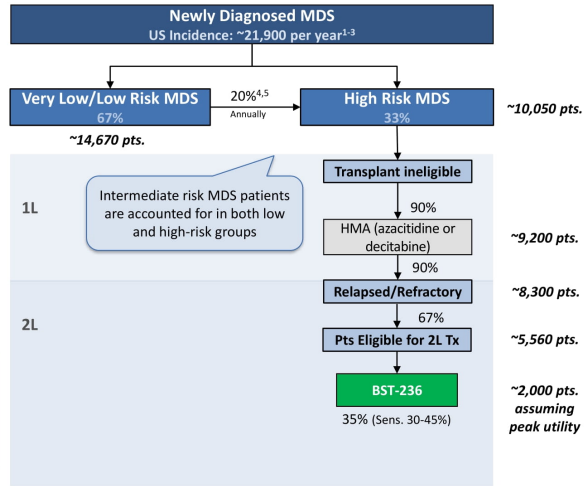 Newly Diagnosed MDS
US Incidence: ~21,900 per year1-3
Very Low/Low Risk MDS
67%
20%4,5
Annually
High Risk MDS
33%
~10,050 pts.
~14,670 pts.
Transplant ineligible
Intermediate risk MDS patients
are accounted for in both low
and high-risk groups
1L
90%
HMA (azacitidine or
decitabine)
~9,200 pts.
90%
Relapsed/Refractory
~8,300 pts.
2L
67%
Pts Eligible for 2L Tx
~5,560 pts.
BST-236
~2,000 pts.
assuming
peak utility
35% (Sens. 30-45%)